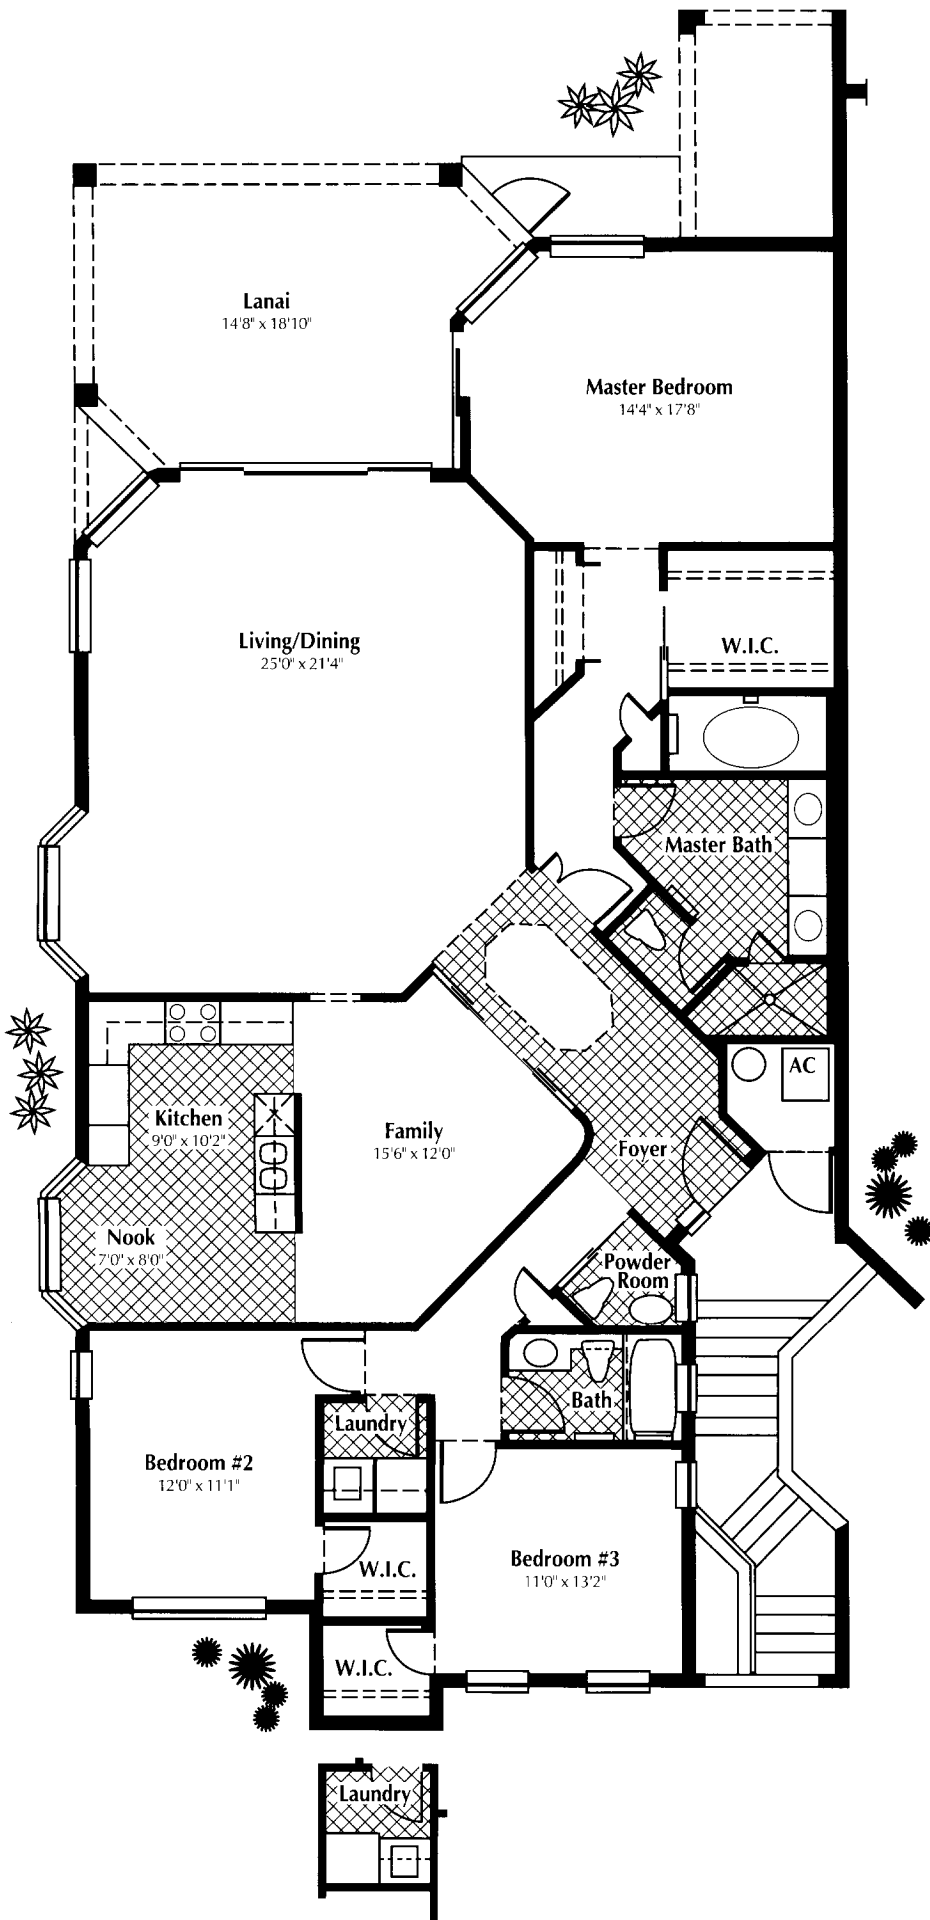 Lanai
14'8" x 18'10"
Master Bedroom
14'4" x 17'8"
Living/Dining
25'0" x 21'4"
W.I.C.
Master Bath
AC
Kitchen
9'0" x 10'2"
Family
15'6" x 12'0"
Foyer
Nook
7'0" x 8'0"
Powder
Room
Bath
Laundry
Bedroom #2
12'0" x 11'1"
Bedroom #3
11'0" x 13'2"
W.I.C.
W.I.C.
Laundry